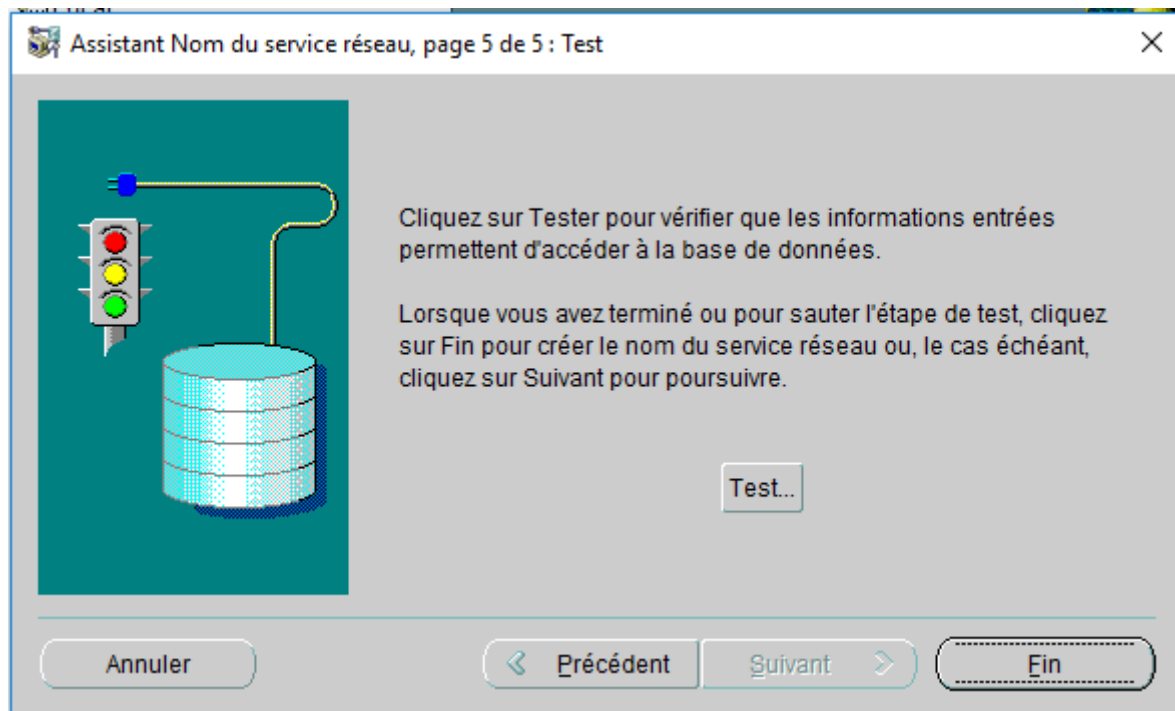 Assistant Nom du service réseau, page 5 de 5 : Test
Cliquez sur Tester pour vérifier que les informations entrées
permettent d'accéder à la base de données.
Lorsque vous avez terminé ou pour sauter l'étape de test, cliquez
sur Fin pour créer le nom du service réseau ou, le cas échéant,
cliquez sur Suivant pour poursuivre.
Test...
Annuler
Précédent
Suivant
Fin